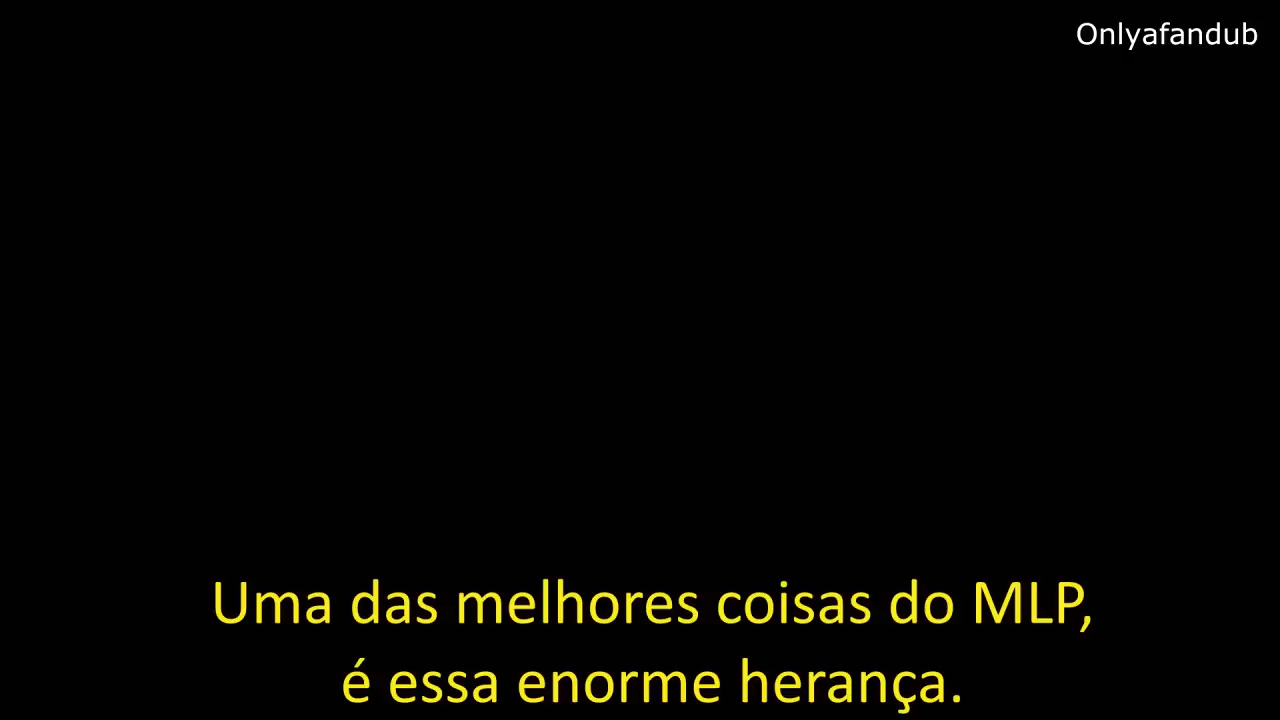 Onlyafandub
Uma das melhores coisas do MLP,
é essa enorme herança.